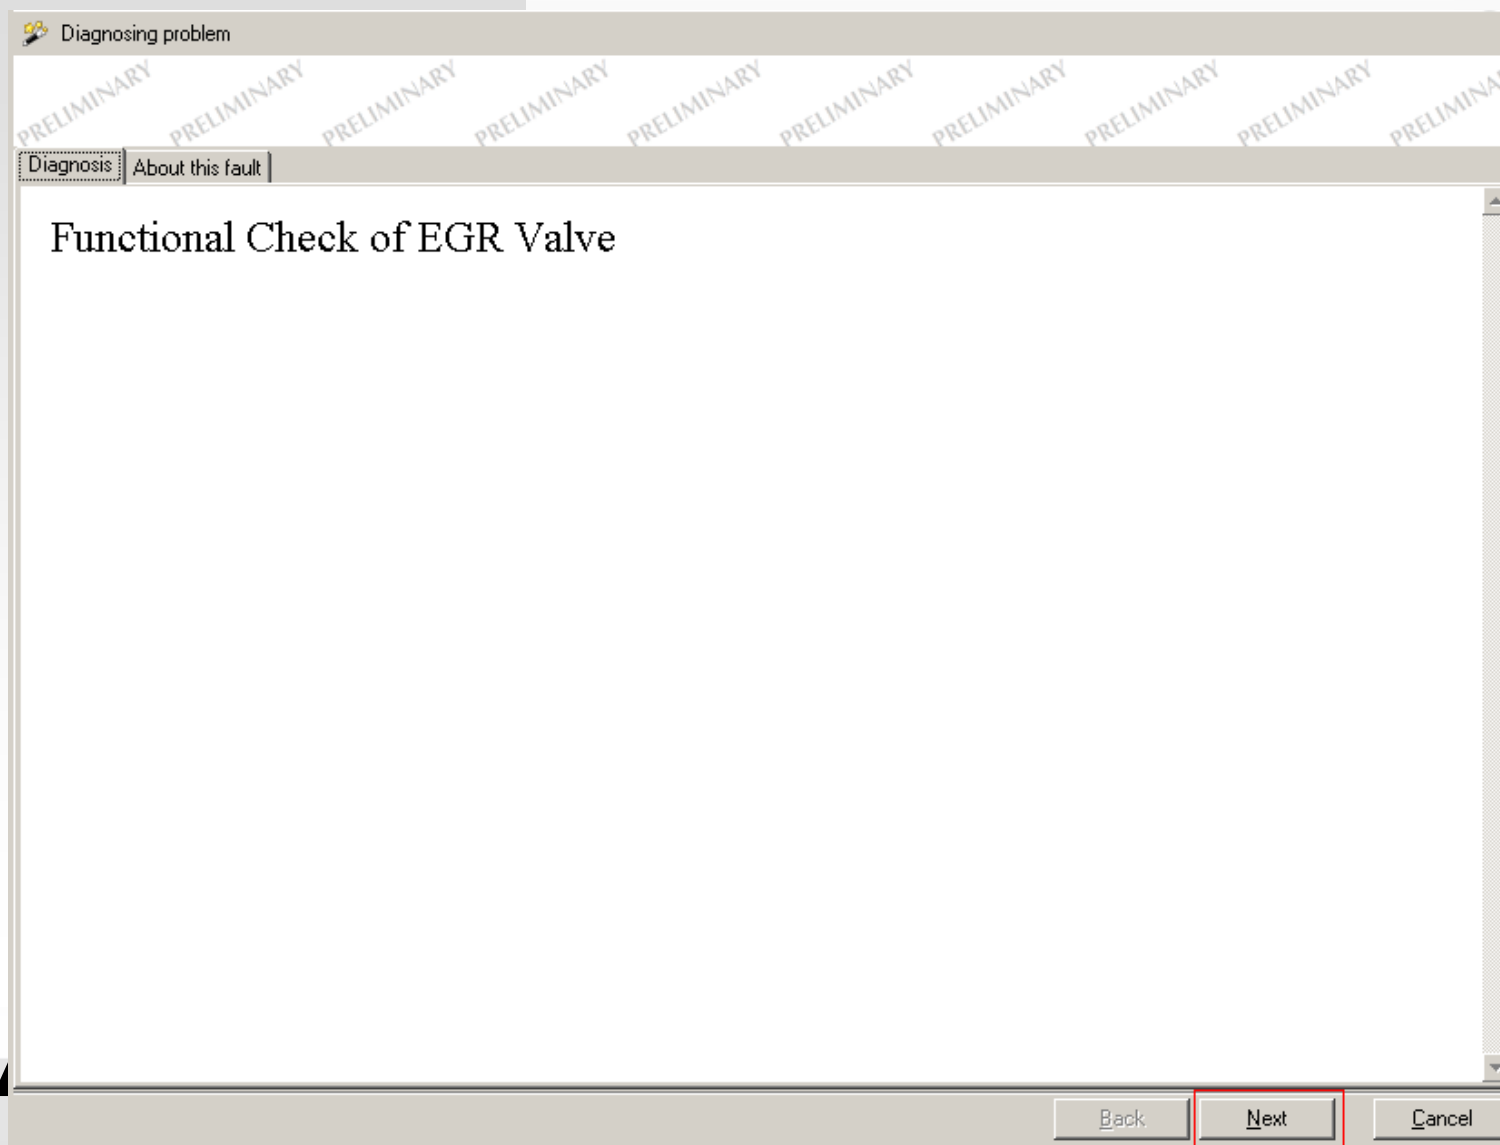 Diagnosing problem
PRELIMINARY PRELIMINARY PRELIMINARY PRELIMINARY PRELIMINARY PRELIMINARY PRELIMINARY PRELIMINARY PRELIMINARY
Diagnosis About this fault
Functional Check of EGR Valve
Back Next Cancel